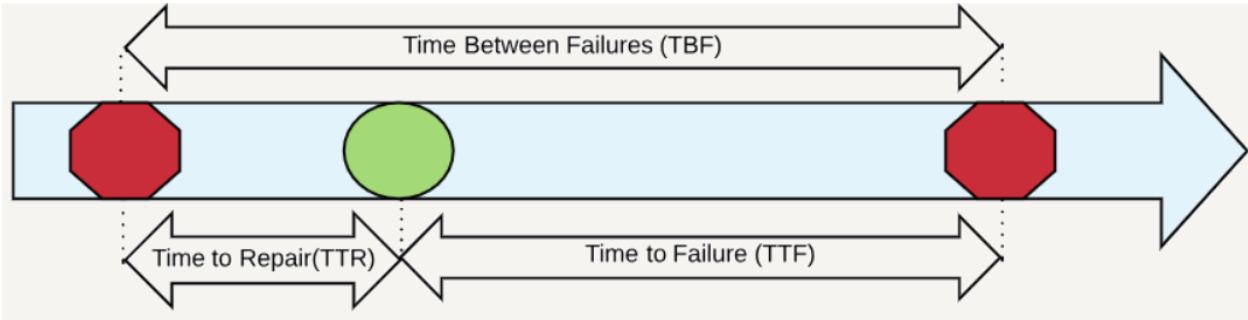 Time Between Failures (TBF)
Time to Repair(TTR)
Time to Failure (TTF)